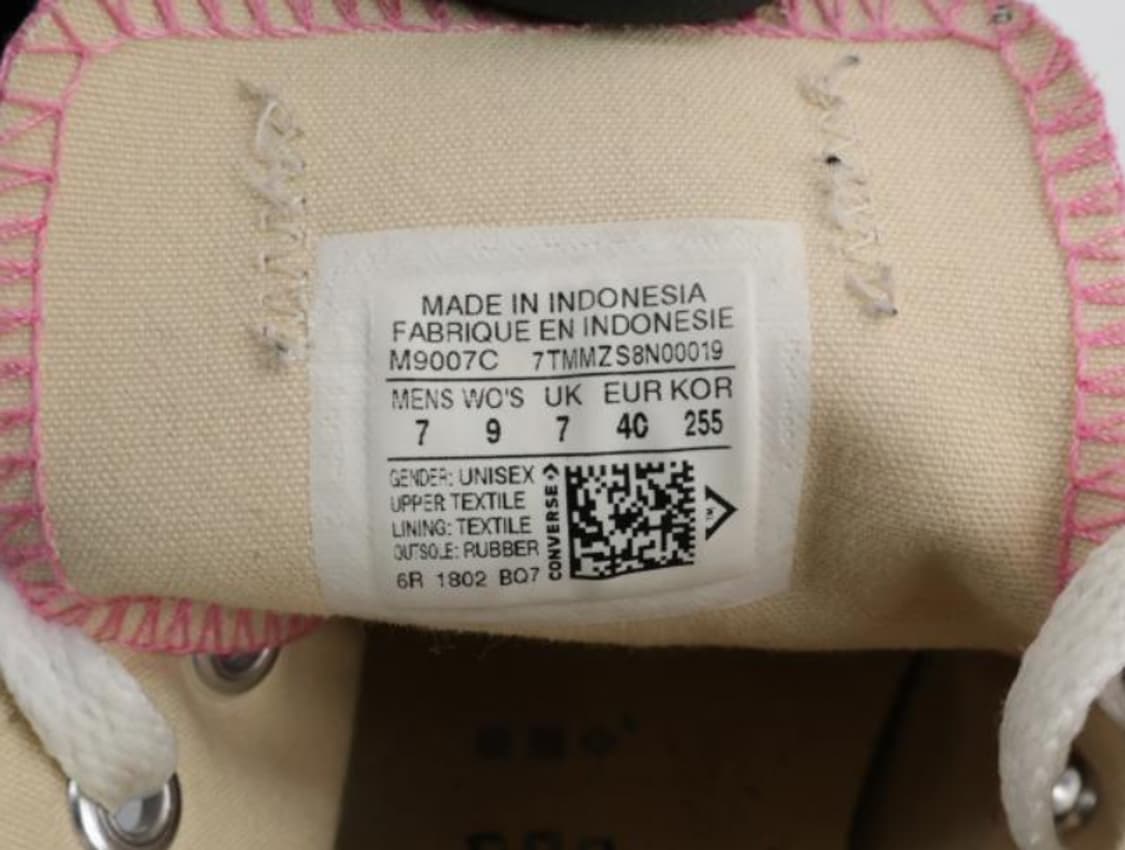 MADE IN INDONESIA
FABRIQUE EN INDONESIE
M9007C 7TMMZS8N00019
MENS WO'S UK EUR KOR
7 9 7 40 255
GENDER: UNISEX
UPPER TEXTILE
LINING: TEXTILE
OUTSOLE: RUBBER
6R 1802 BQ7
CONVERSE
TM